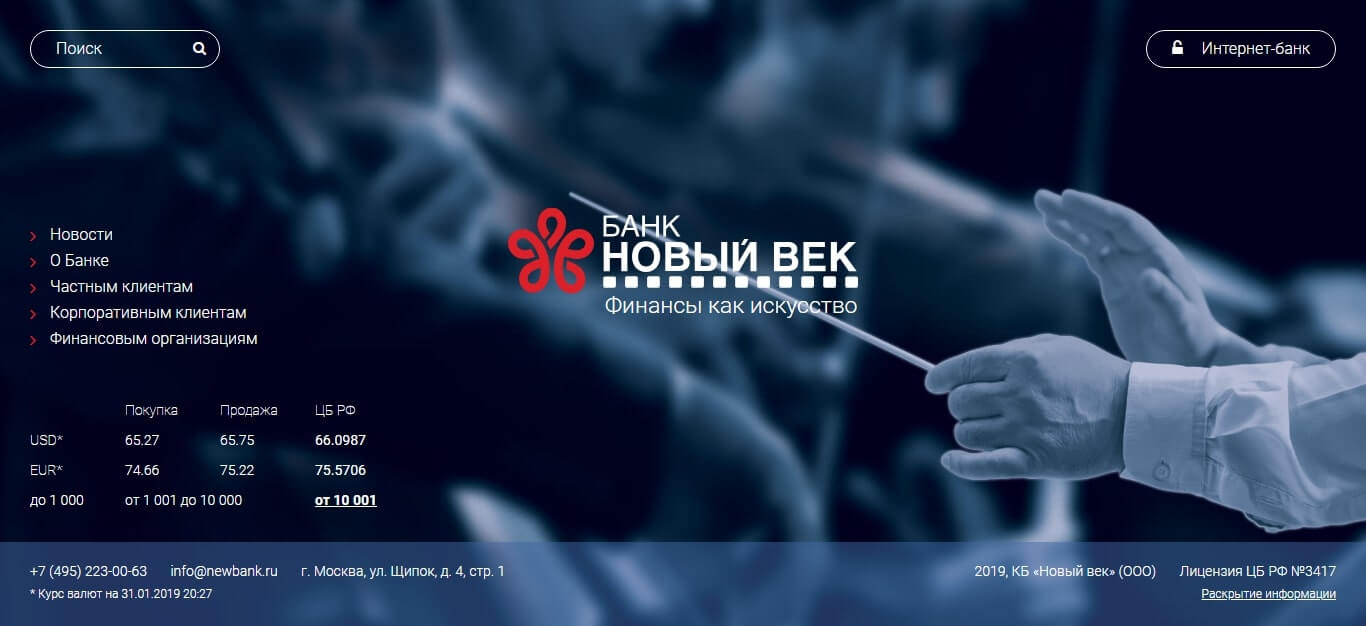 Поиск
Интернет-банк
БАНК
НОВЫЙ ВЕК
Финансы как искусство
Новости
О Банке
Частным клиентам
Корпоративным клиентам
Финансовым организациям
Покупка Продажа ЦБ РФ
USD* 65.27 65.75 66.0987
EUR* 74.66 75.22 75.5706
до 1 000 от 1 001 до 10 000 от 10 001
+7 (495) 223-00-63 info@newbank.ru г. Москва, ул. Щипок, д. 4, стр. 1
* Курс валют на 31.01.2019 20:27
2019, КБ «Новый век» (ООО) Лицензия ЦБ РФ №3417
Раскрытие информации